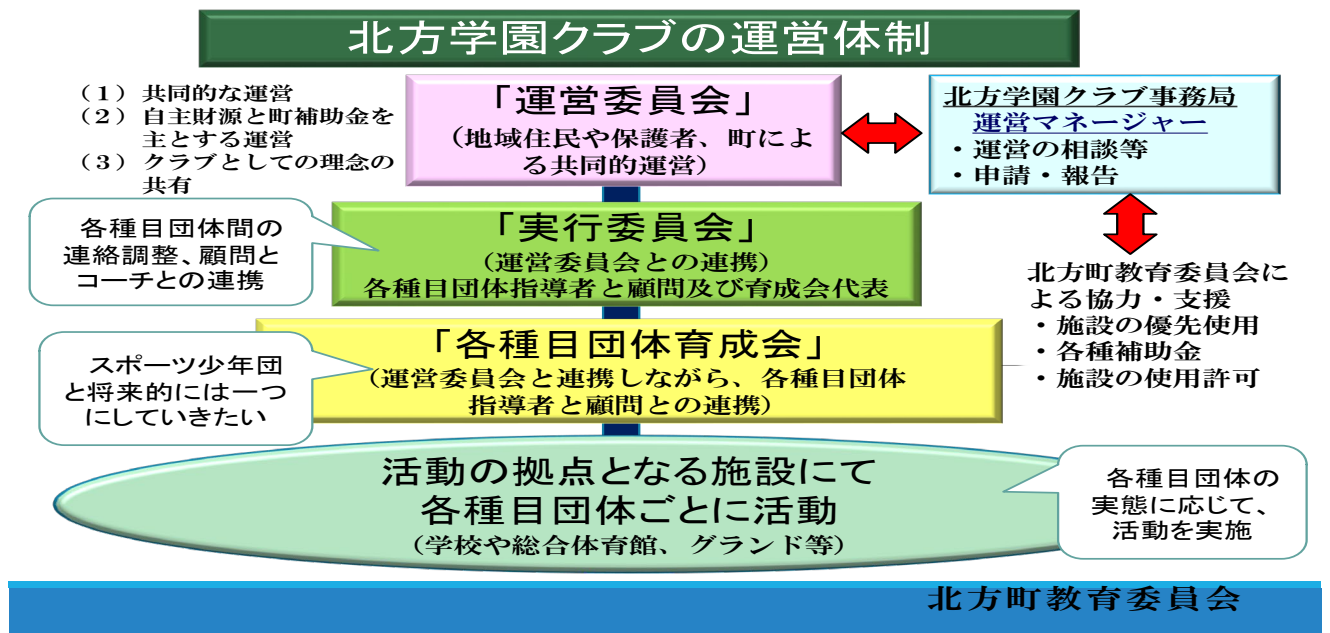 北方学園クラブの運営体制
（１）共同的な運営
（２）自主財源と町補助金を
主とする運営
（３）クラブとしての理念の
共有
「運営委員会」
（地域住民や保護者、町によ
る共同的運営）
北方学園クラブ事務局
運営マネージャー
・運営の相談等
・申請・報告
各種目団体間の
連絡調整、顧問と
コーチとの連携
「実行委員会」
（運営委員会との連携）
各種目団体指導者と顧問及び育成会代表
北方町教育委員会に
よる協力・支援
・施設の優先使用
・各種補助金
・施設の使用許可
スポーツ少年団
と将来的には一つ
にしていきたい
「各種目団体育成会」
（運営委員会と連携しながら、各種目団体
指導者と顧問との連携）
活動の拠点となる施設にて
各種目団体ごとに活動
（学校や総合体育館、グランド等）
各種目団体の
実態に応じて、
活動を実施
北方町教育委員会